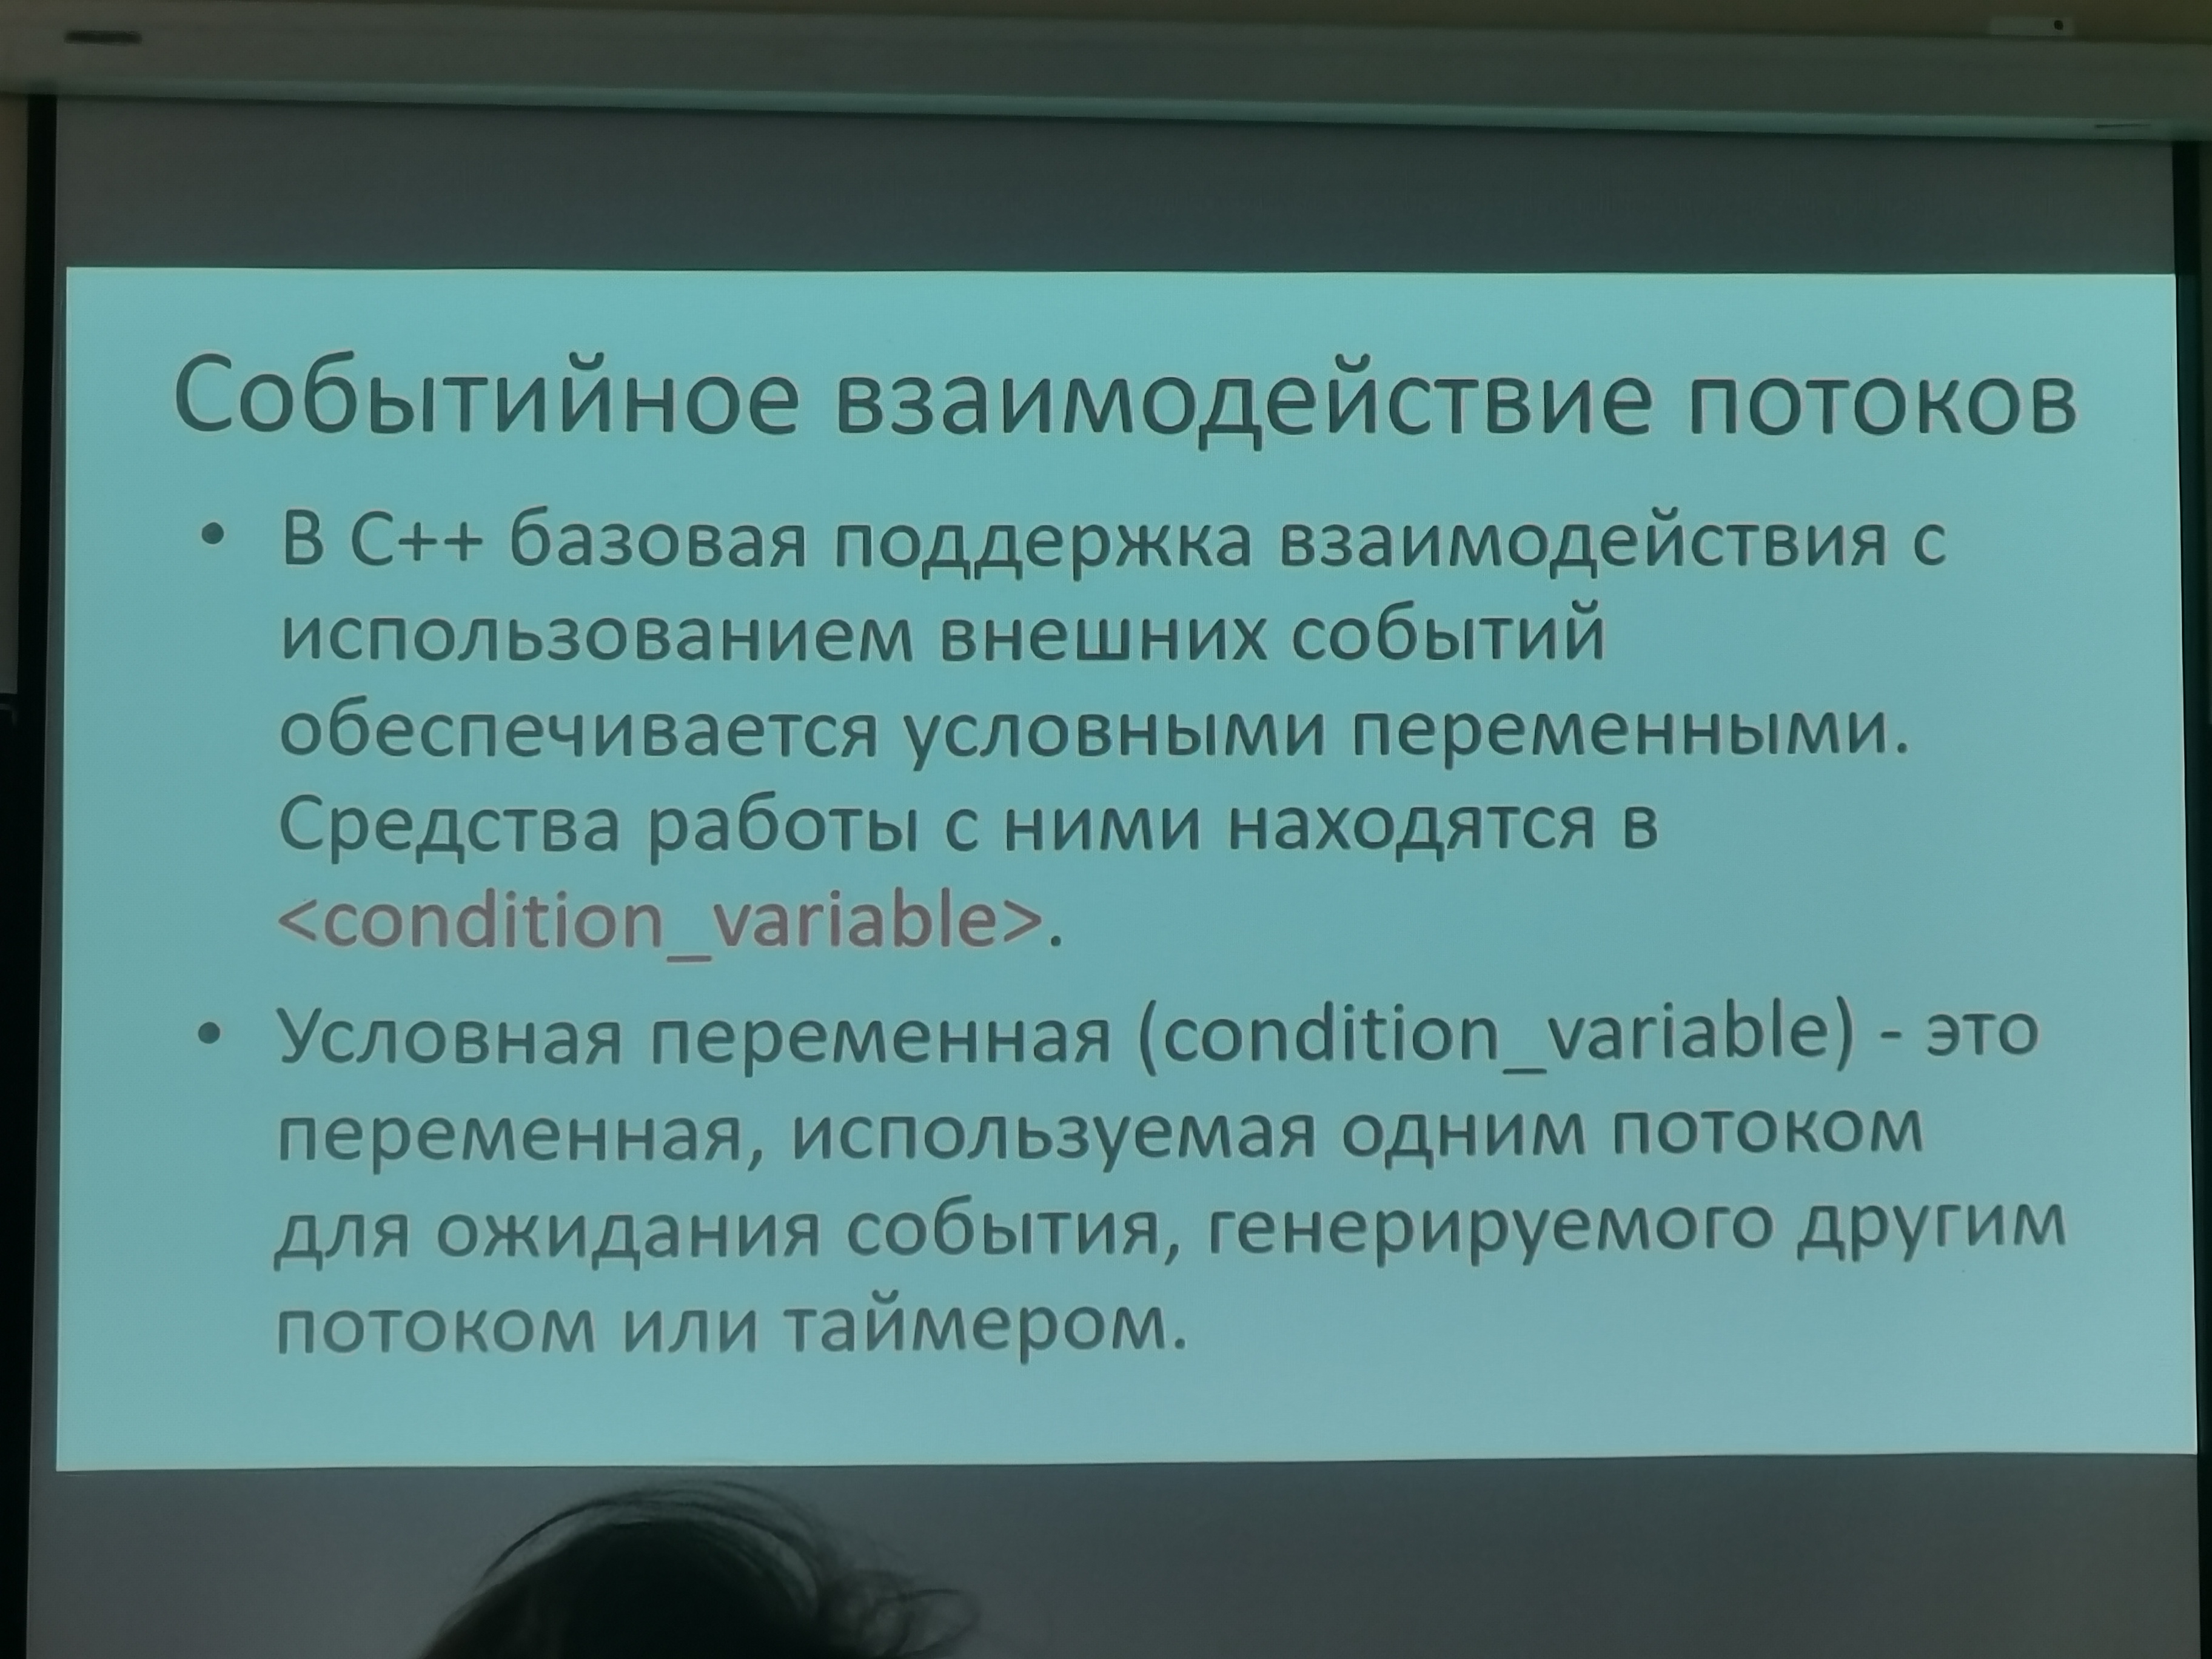 Событийное взаимодействие потоков
• В C++ базовая поддержка взаимодействия с
использованием внешних событий
обеспечивается условными переменными.
Средства работы с ними находятся в
<condition_variable>.
• Условная переменная (condition_variable) - это
переменная, используемая одним потоком
для ожидания события, генерируемого другим
потоком или таймером.